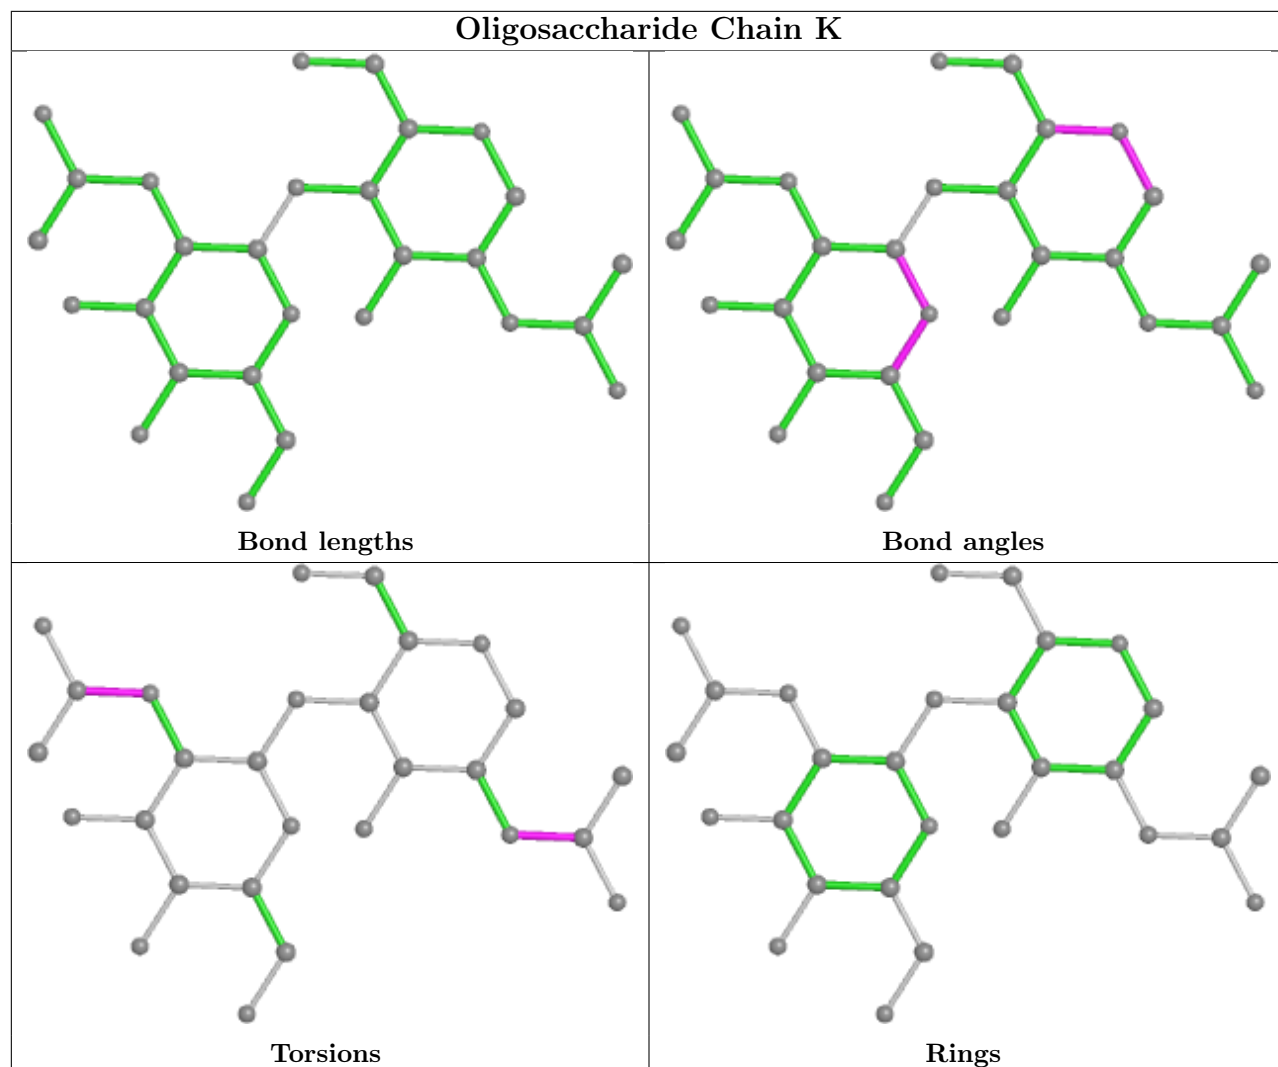 Oligosaccharide Chain K
Bond lengths
Bond angles
Torsions
Rings